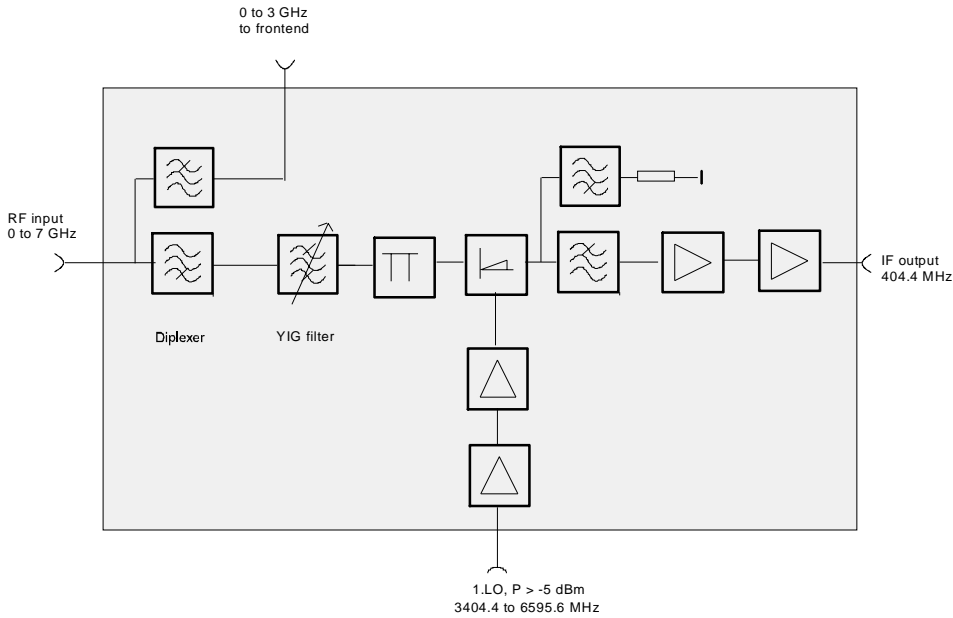 0 to 3 GHz
to frontend
RF input
0 to 7 GHz
IF output
404.4 MHz
Diplexer
YIG filter
1.LO, P > -5 dBm
3404.4 to 6595.6 MHz